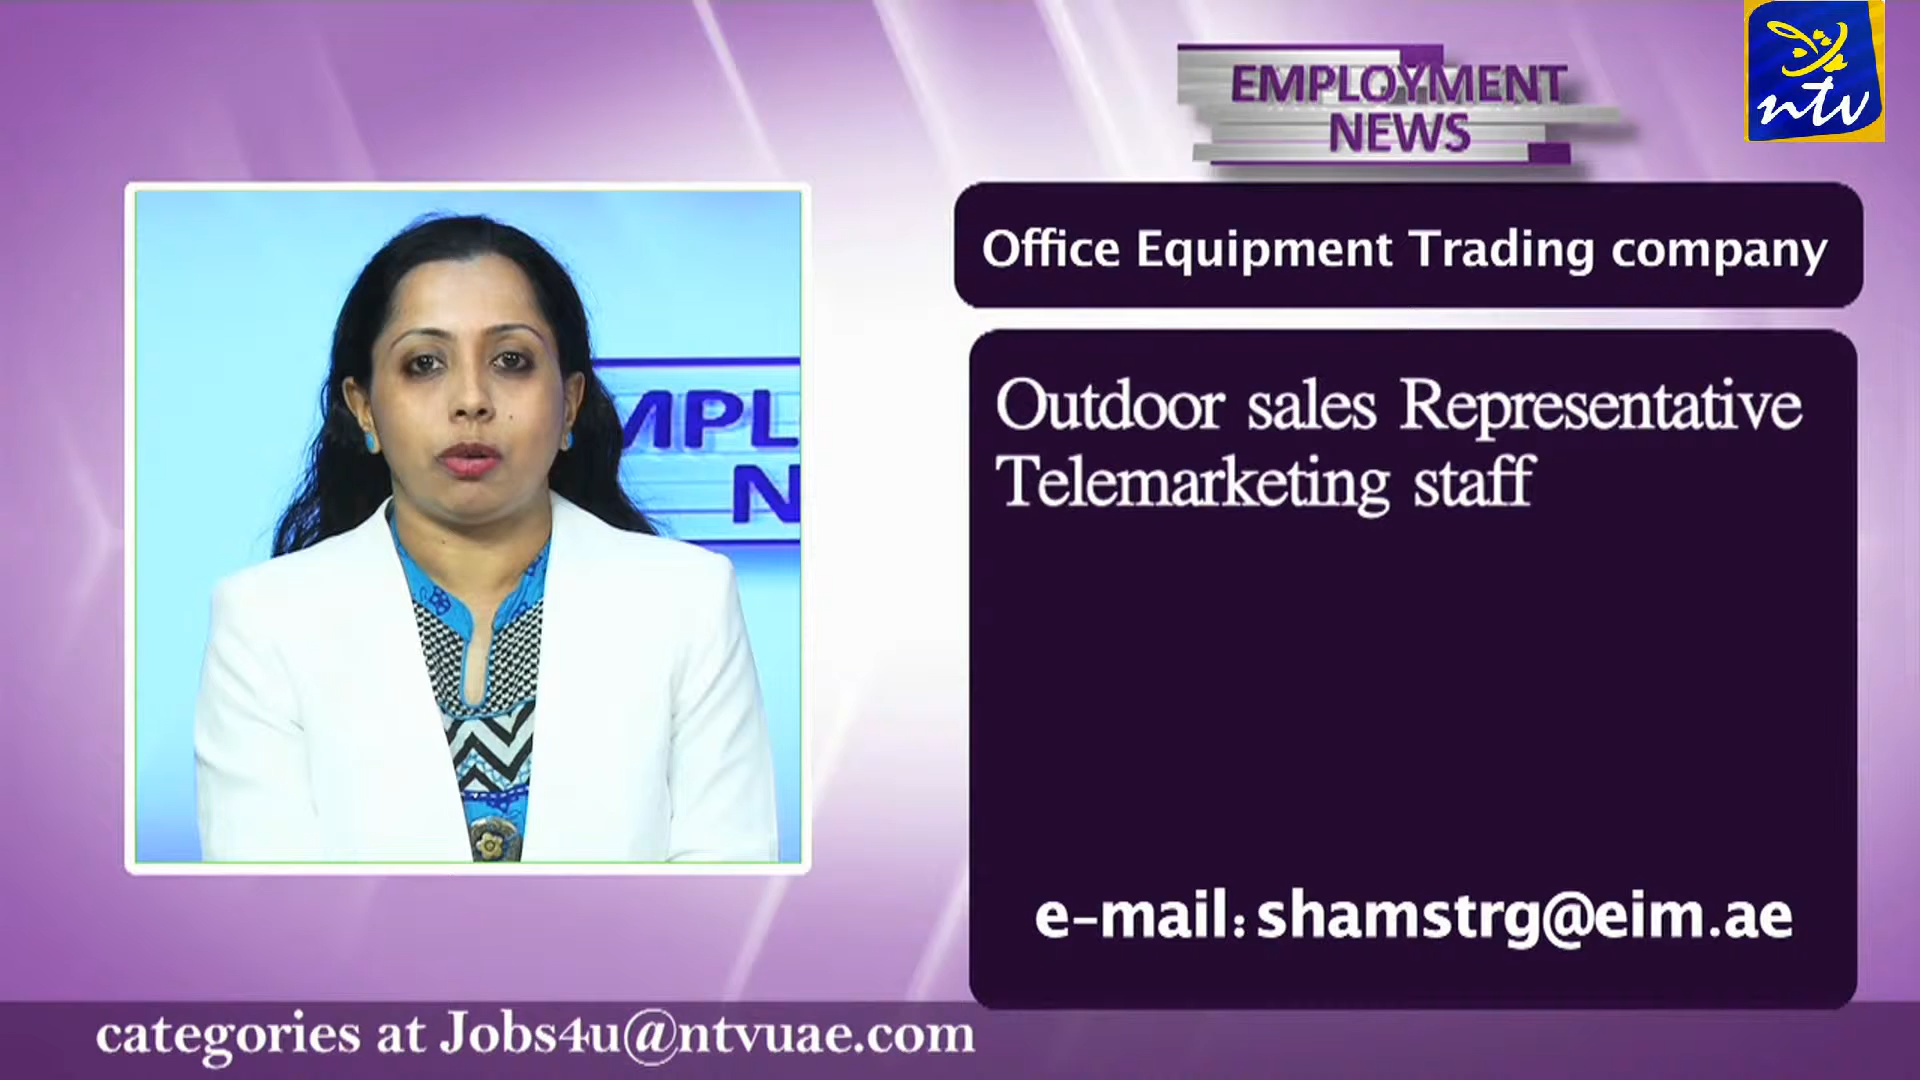 EMPLOYMENT
NEWS
ntv
Office Equipment Trading company
MPL
N
Outdoor sales Representative
Telemarketing staff
e-mail:shamstrg@eim.ae
categories at Jobs4u@ntvuae.com